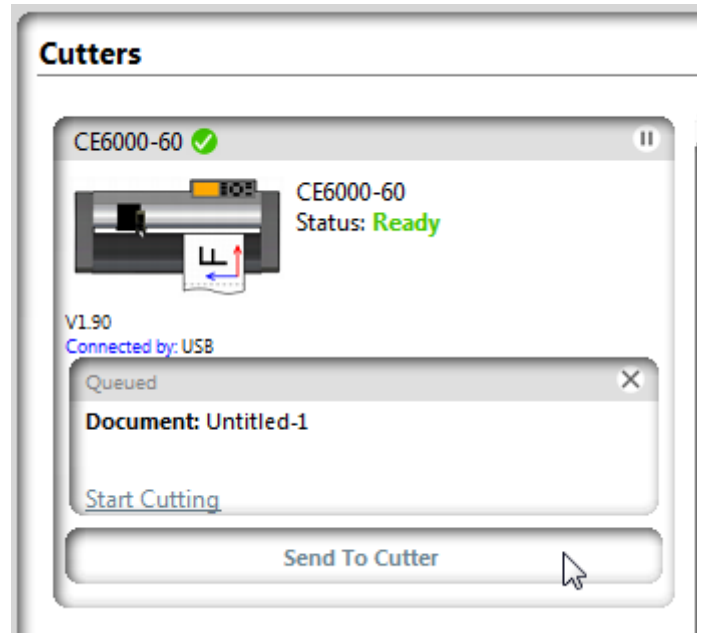 Cutters
CE6000-60
CE6000-60
Status: Ready
F
V1.90
Connected by: USB
Queued
Document: Untitled-1
Start Cutting
Send To Cutter